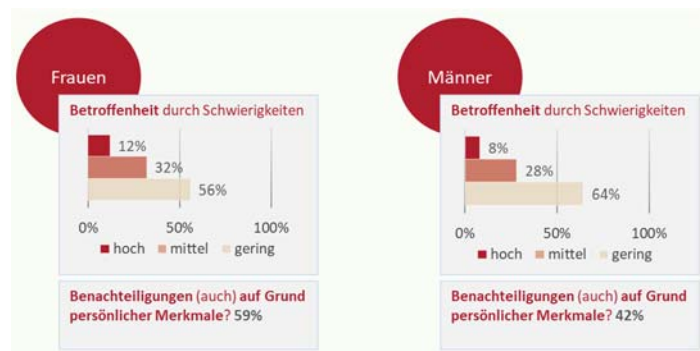 Frauen
Betroffenheit durch Schwierigkeiten
12%
32%
56%
0% 50% 100%
hoch mittel gering
Benachteiligungen (auch) auf Grund
persönlicher Merkmale? 59%
Männer
Betroffenheit durch Schwierigkeiten
8%
28%
64%
0% 50% 100%
hoch mittel gering
Benachteiligungen (auch) auf Grund
persönlicher Merkmale? 42%